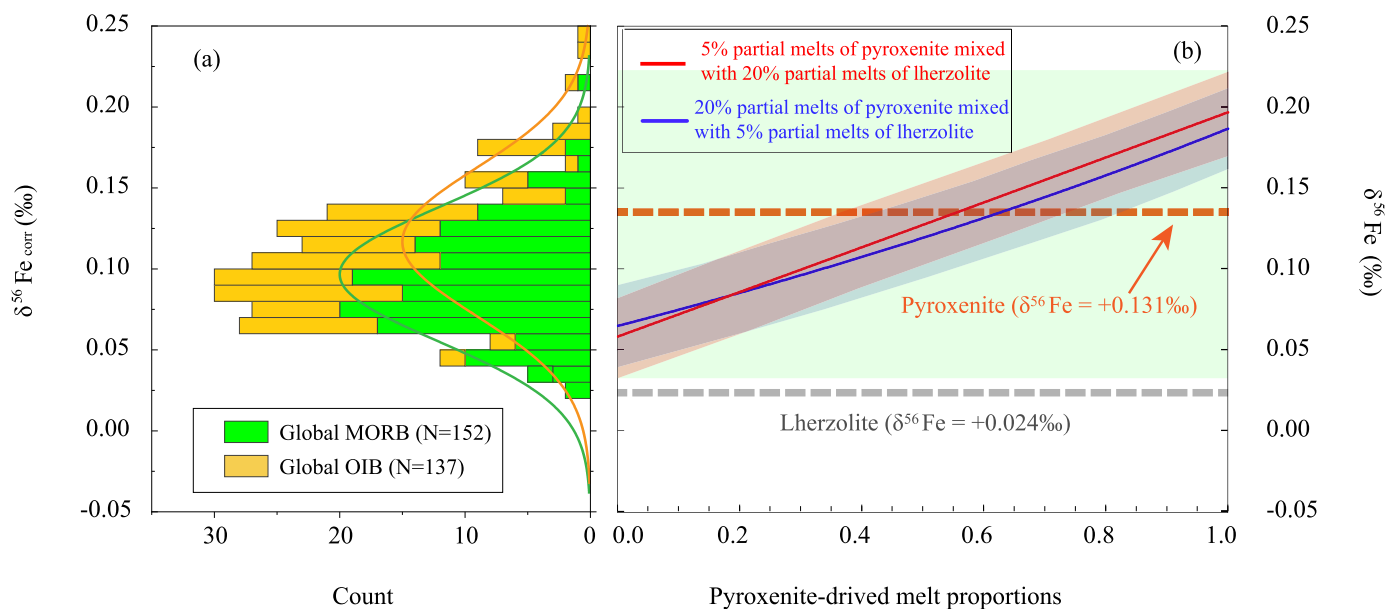 (a)
0.25
0.20
0.15
0.10
0.05
0.00
-0.05
δ⁵⁶ Fe corr (‰)
Global MORB (N=152)
Global OIB (N=137)
30
20
10
0
Count
(b)
5% partial melts of pyroxenite mixed
with 20% partial melts of lherzolite
20% partial melts of pyroxenite mixed
with 5% partial melts of lherzolite
Pyroxenite (δ⁵⁶ Fe = +0.131‰)
Lherzolite (δ⁵⁶ Fe = +0.024‰)
0.25
0.20
0.15
0.10
0.05
0.00
-0.05
δ⁵⁶ Fe (‰)
0.0
0.2
0.4
0.6
0.8
1.0
Pyroxenite-drived melt proportions